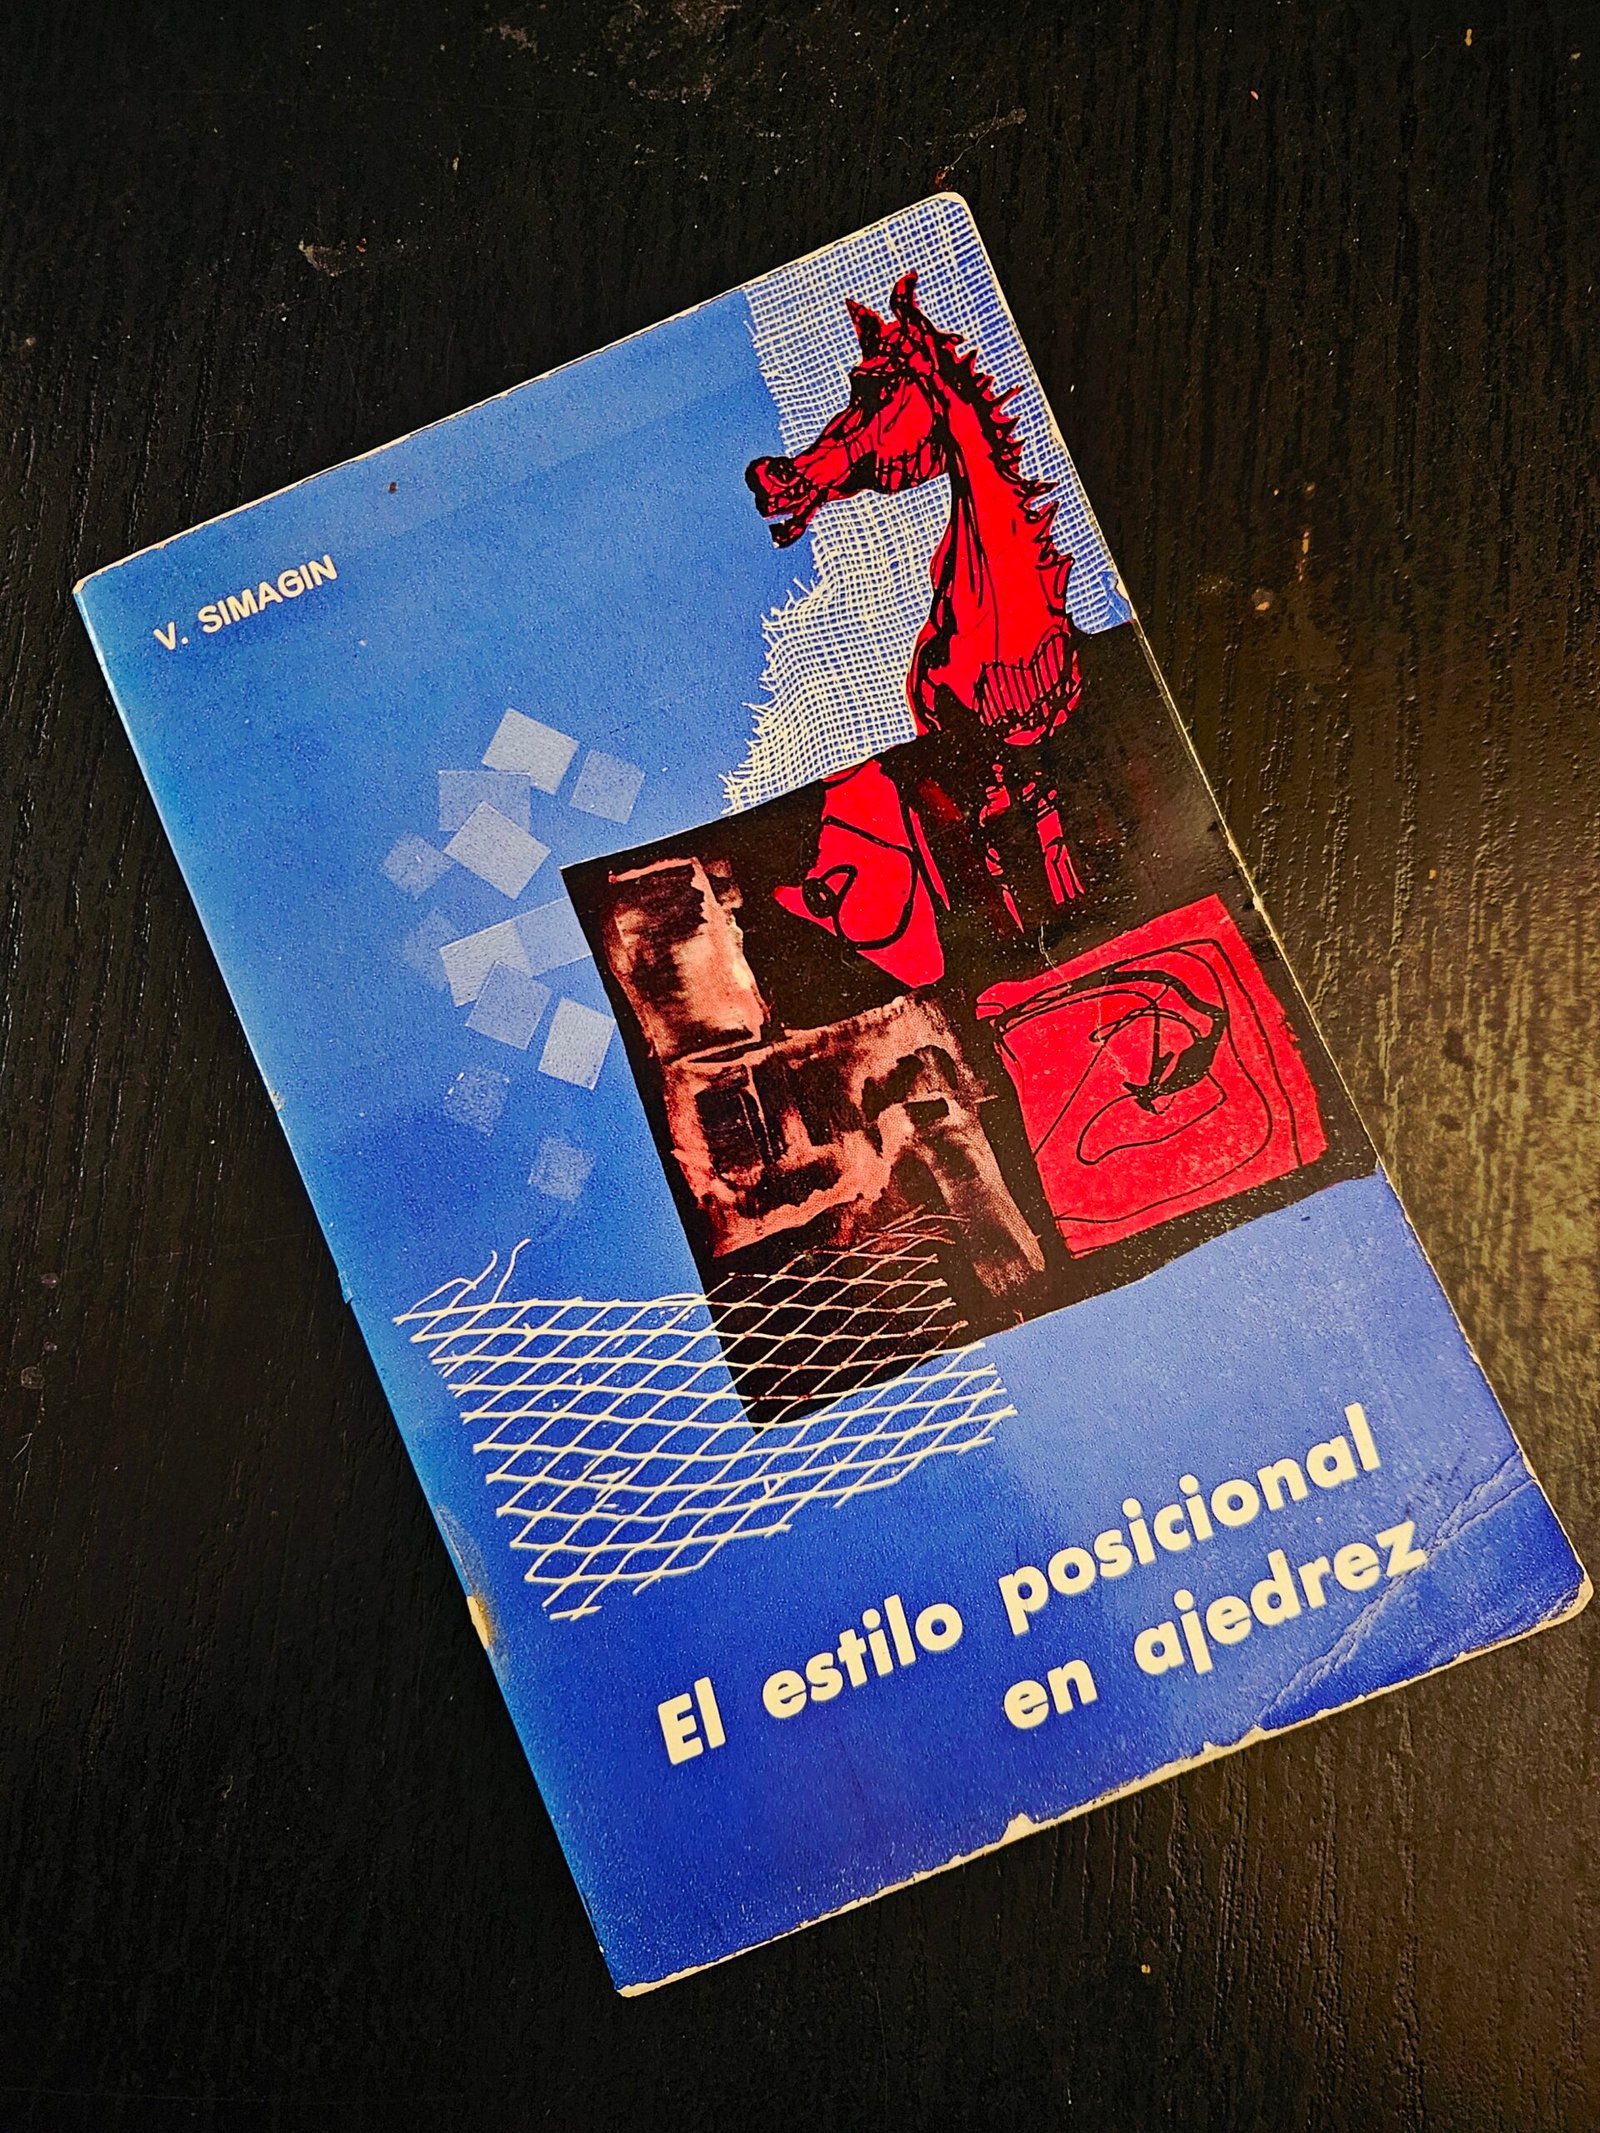 V. SIMAGIN
El estilo posicional
en ajedrez